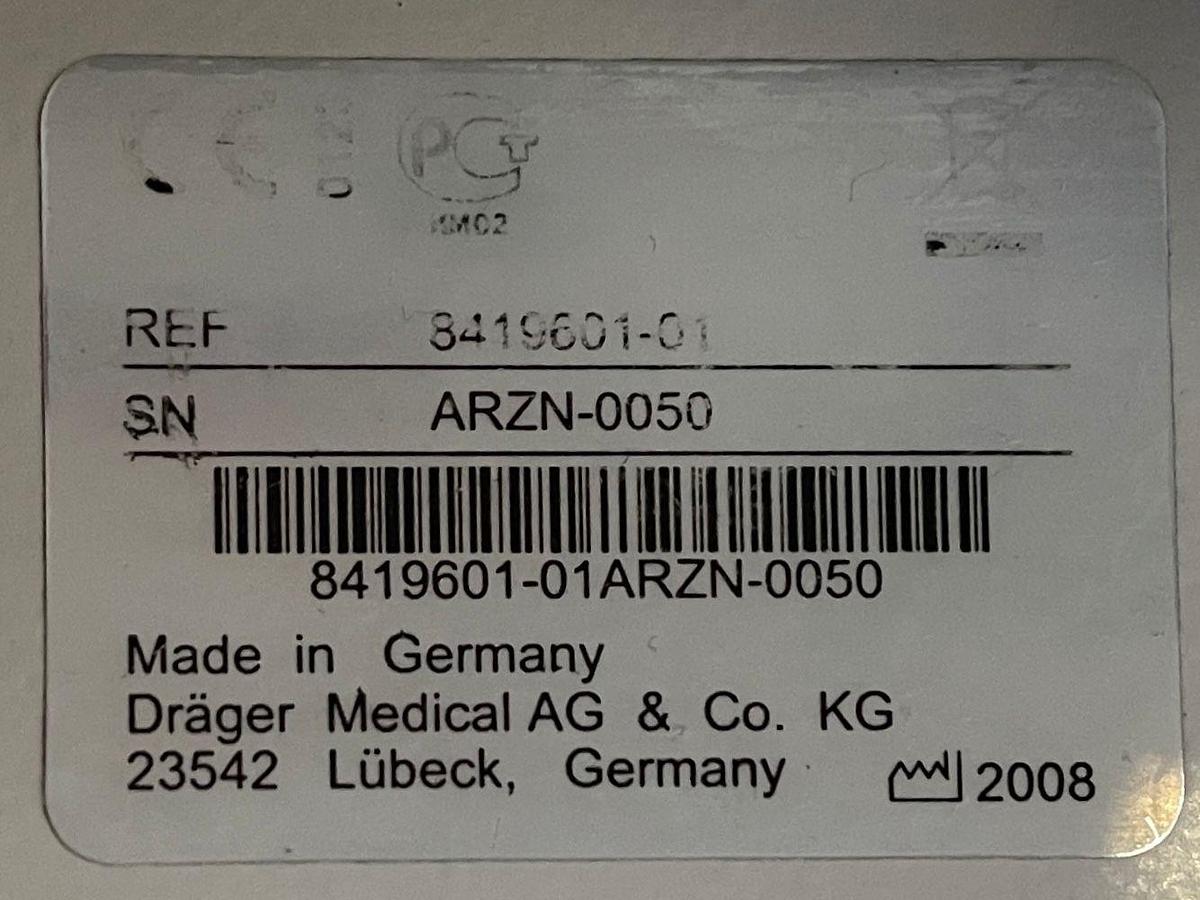 REF 8419601-01
SN ARZN-0050
8419601-01ARZN-0050
Made in Germany
Dräger Medical AG & Co. KG
23542 Lübeck, Germany 2008